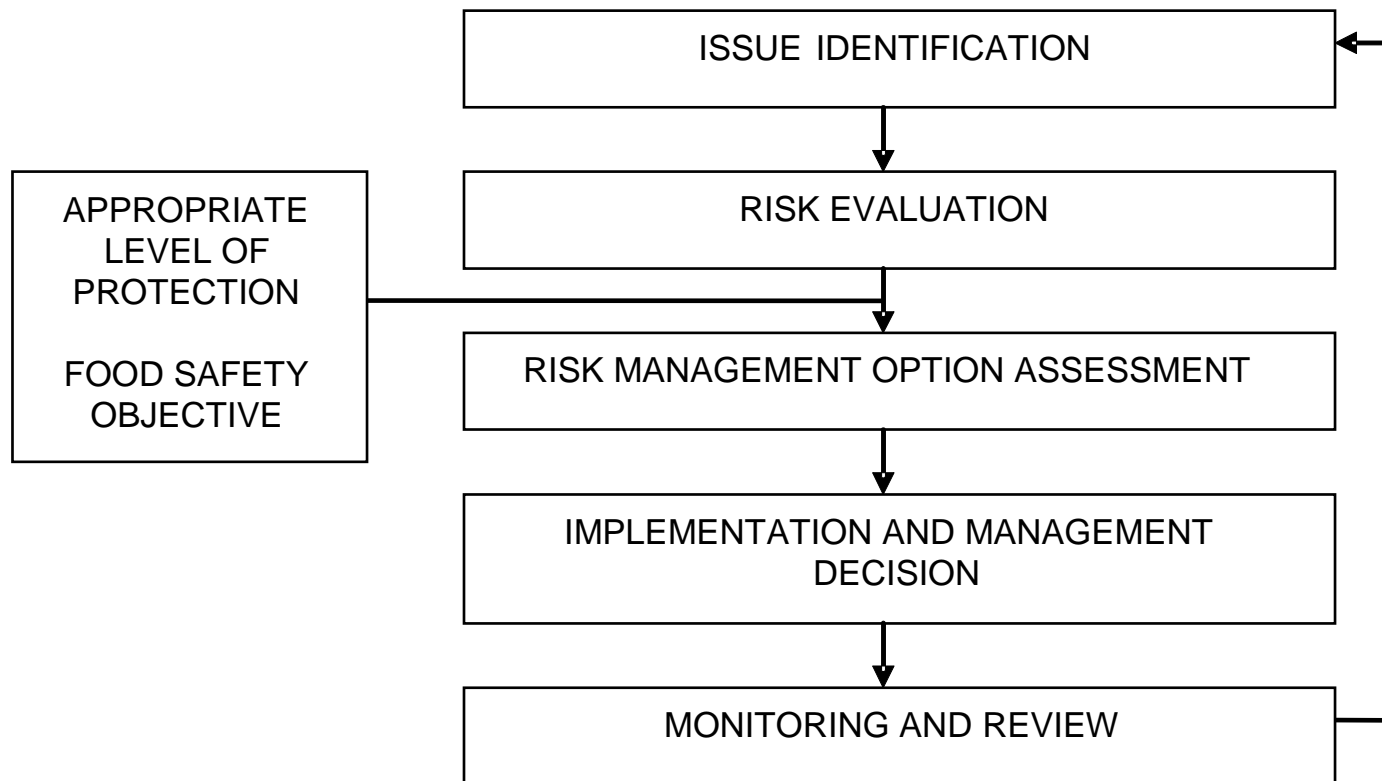 ISSUE IDENTIFICATION
RISK EVALUATION
APPROPRIATE
LEVEL OF
PROTECTION
FOOD SAFETY
OBJECTIVE
RISK MANAGEMENT OPTION ASSESSMENT
IMPLEMENTATION AND MANAGEMENT
DECISION
MONITORING AND REVIEW